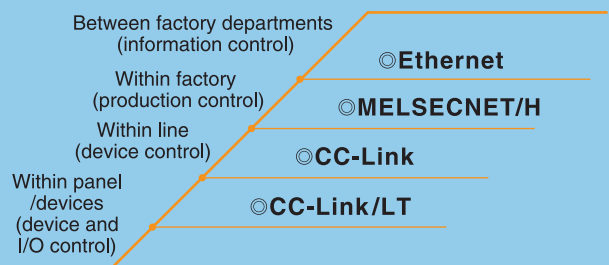 Between factory departments
(information control)
◎Ethernet
Within factory
(production control)
◎MELSECNET/H
Within line
(device control)
◎CC-Link
Within panel
/devices
(device and
I/O control)
◎CC-Link/LT